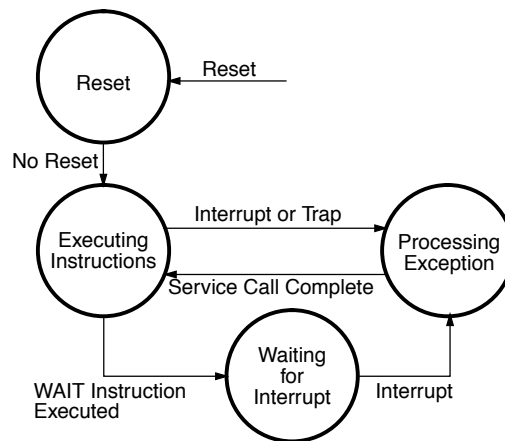 Reset
Reset
No Reset
Interrupt or Trap
Executing
Instructions
Processing
Exception
Service Call Complete
Waiting
for
Interrupt
WAIT Instruction
Executed
Interrupt